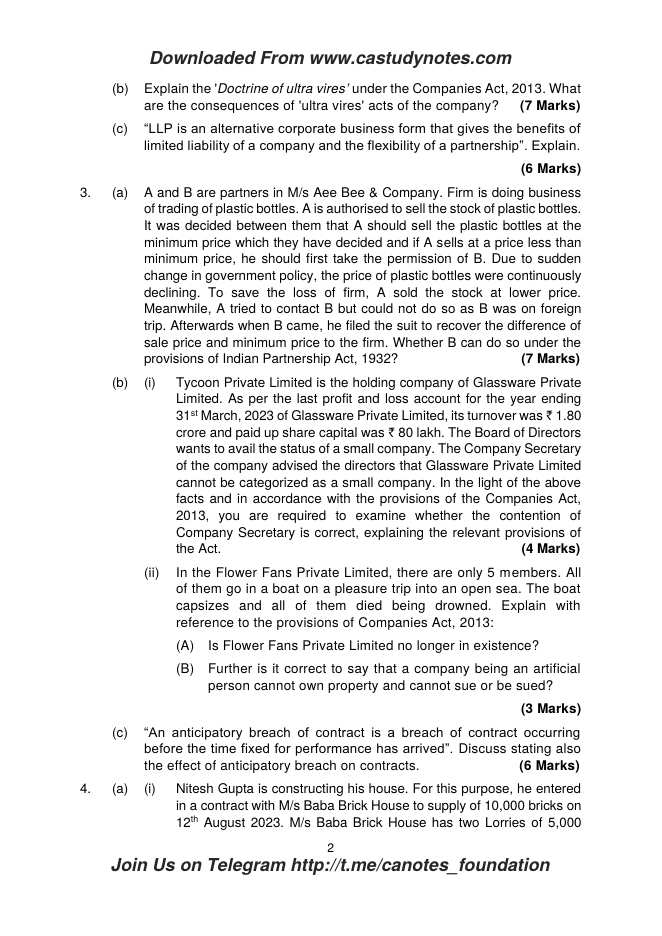 Downloaded From www.castudynotes.com
(b) Explain the 'Doctrine of ultra vires' under the Companies Act, 2013. What
are the consequences of 'ultra vires' acts of the company? (7 Marks)
(c) “LLP is an alternative corporate business form that gives the benefits of
limited liability of a company and the flexibility of a partnership”. Explain.
(6 Marks)
3. (a) A and B are partners in M/s Aee Bee & Company. Firm is doing business
of trading of plastic bottles. A is authorised to sell the stock of plastic bottles.
It was decided between them that A should sell the plastic bottles at the
minimum price which they have decided and if A sells at a price less than
minimum price, he should first take the permission of B. Due to sudden
change in government policy, the price of plastic bottles were continuously
declining. To save the loss of firm, A sold the stock at lower price.
Meanwhile, A tried to contact B but could not do so as B was on foreign
trip. Afterwards when B came, he filed the suit to recover the difference of
sale price and minimum price to the firm. Whether B can do so under the
provisions of Indian Partnership Act, 1932? (7 Marks)
(b) (i) Tycoon Private Limited is the holding company of Glassware Private
Limited. As per the last profit and loss account for the year ending
31st March, 2023 of Glassware Private Limited, its turnover was ₹ 1.80
crore and paid up share capital was ₹ 80 lakh. The Board of Directors
wants to avail the status of a small company. The Company Secretary
of the company advised the directors that Glassware Private Limited
cannot be categorized as a small company. In the light of the above
facts and in accordance with the provisions of the Companies Act,
2013, you are required to examine whether the contention of
Company Secretary is correct, explaining the relevant provisions of
the Act. (4 Marks)
(ii) In the Flower Fans Private Limited, there are only 5 members. All
of them go in a boat on a pleasure trip into an open sea. The boat
capsizes and all of them died being drowned. Explain with
reference to the provisions of Companies Act, 2013:
(A) Is Flower Fans Private Limited no longer in existence?
(B) Further is it correct to say that a company being an artificial
person cannot own property and cannot sue or be sued?
(3 Marks)
(c) “An anticipatory breach of contract is a breach of contract occurring
before the time fixed for performance has arrived”. Discuss stating also
the effect of anticipatory breach on contracts. (6 Marks)
4. (a) (i) Nitesh Gupta is constructing his house. For this purpose, he entered
in a contract with M/s Baba Brick House to supply of 10,000 bricks on
12th August 2023. M/s Baba Brick House has two Lorries of 5,000
2
Join Us on Telegram http://t.me/canotes_foundation